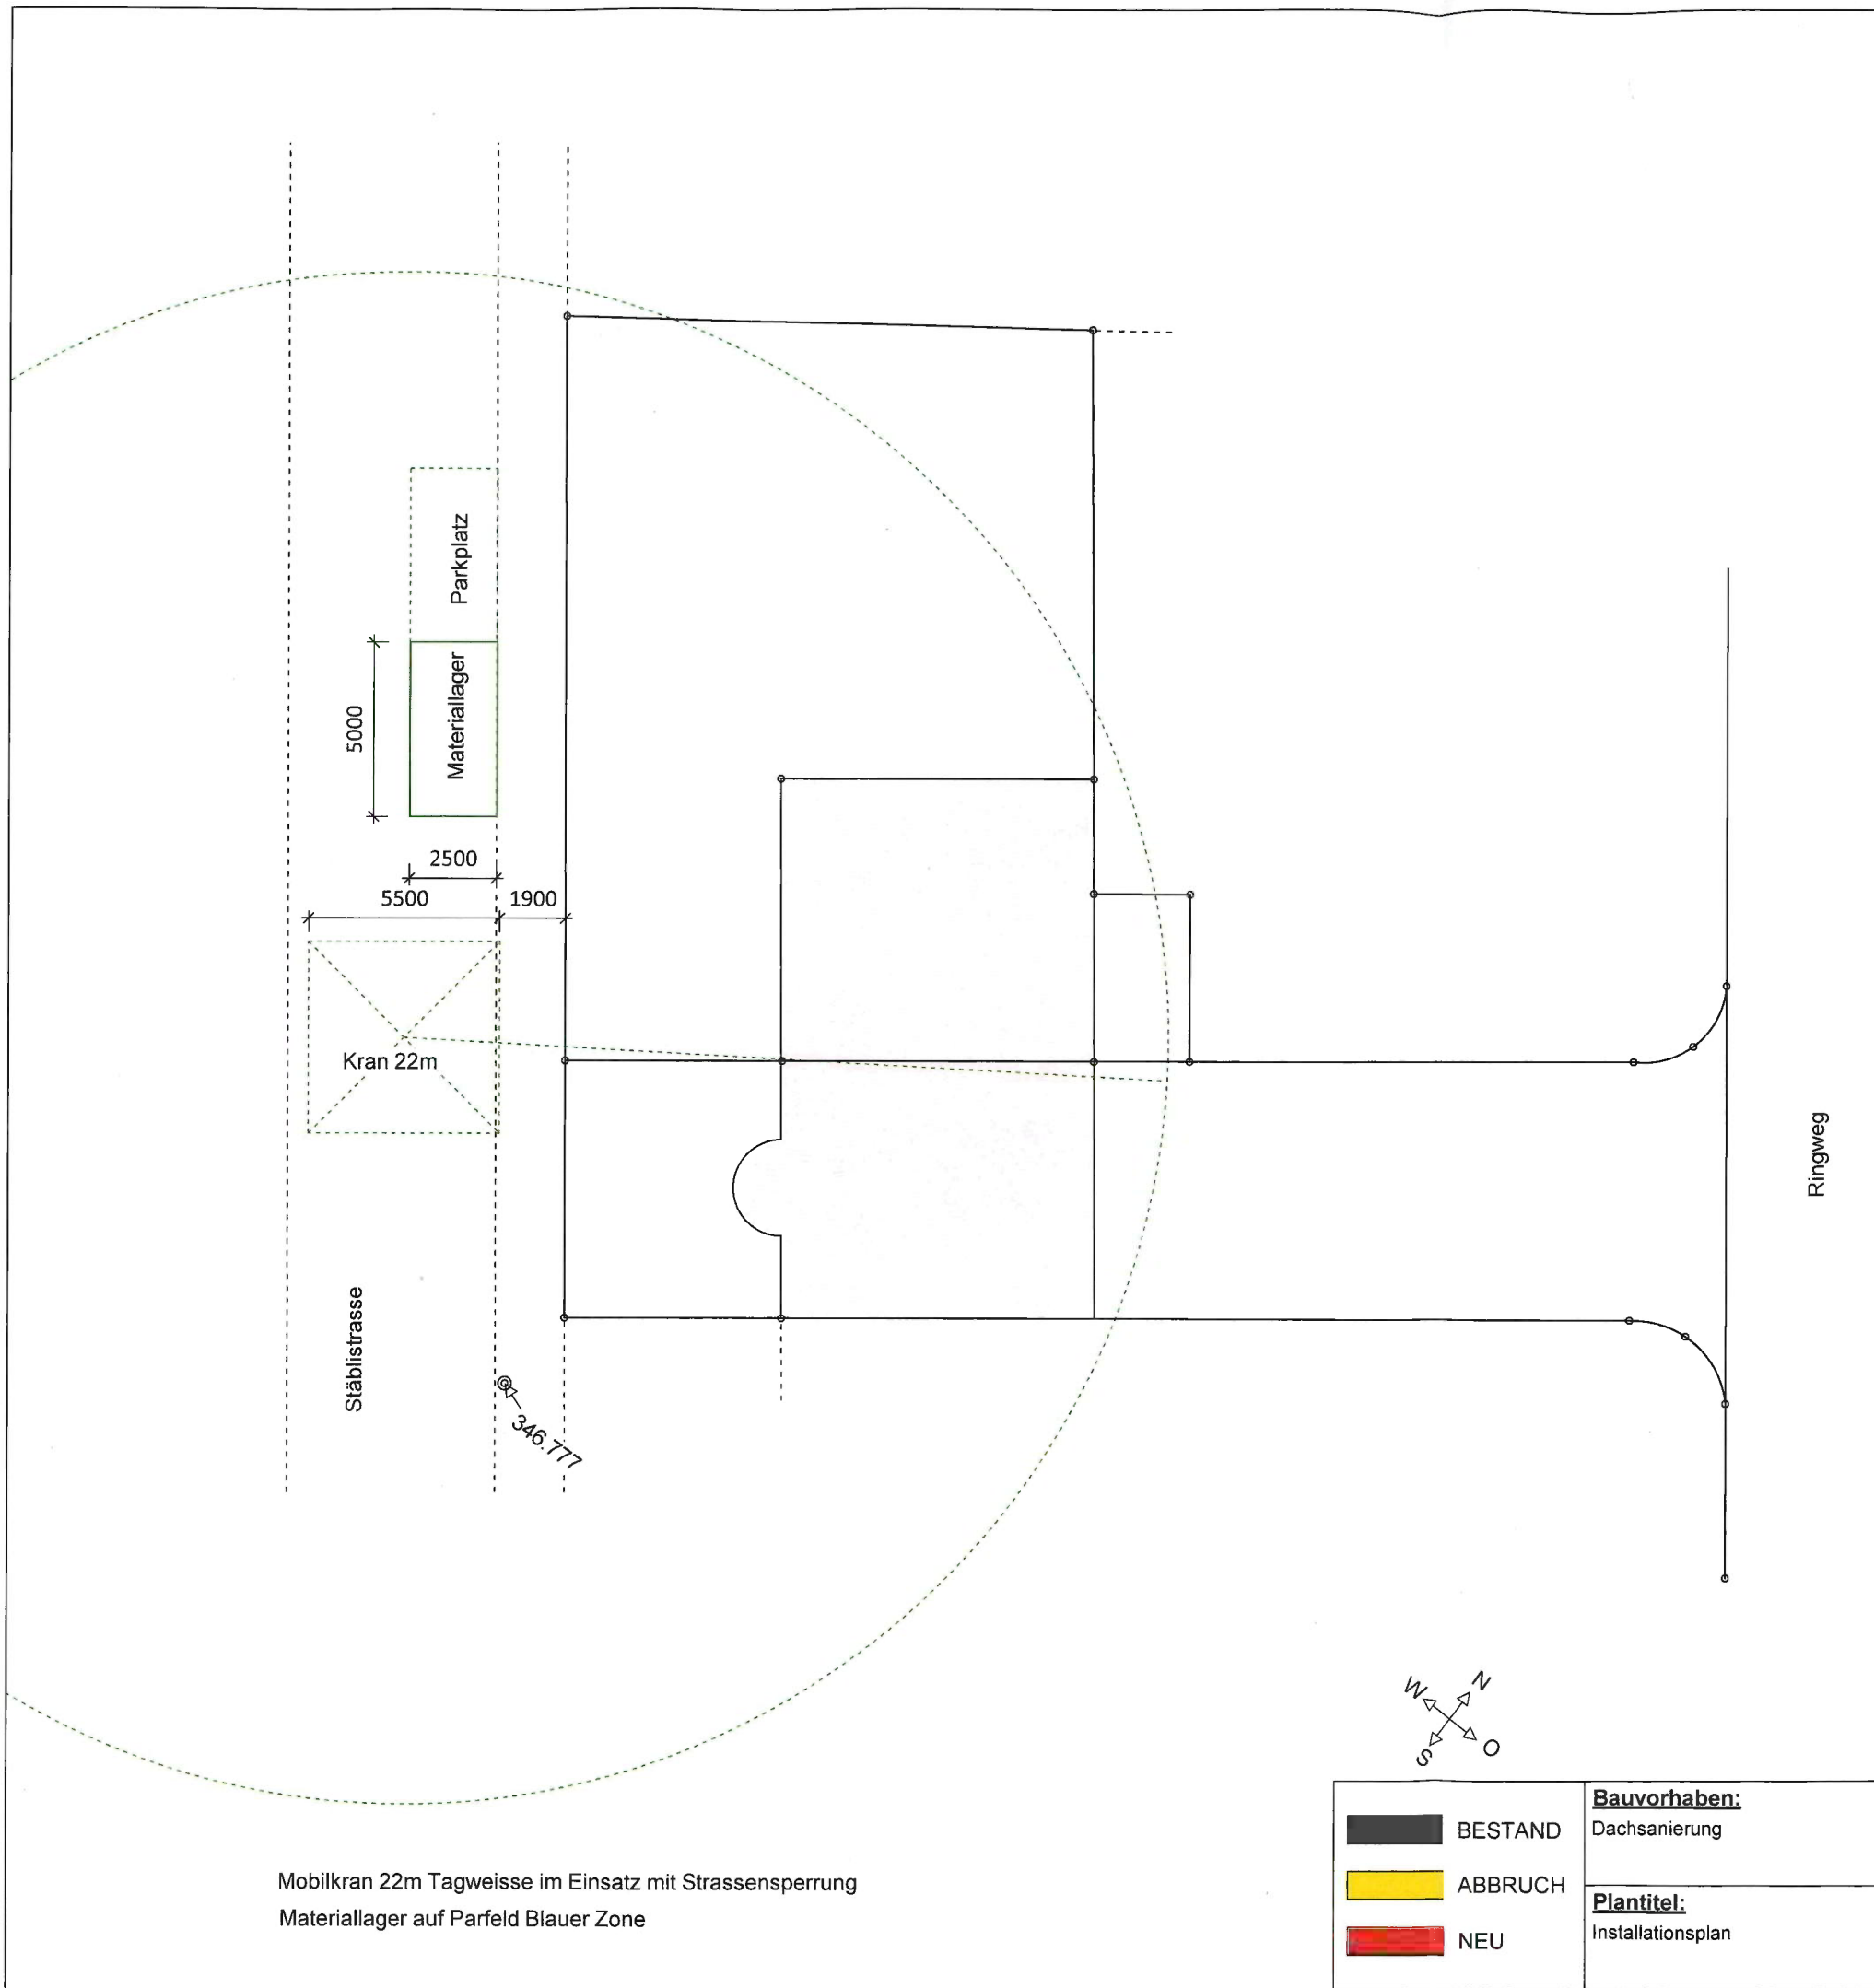 Parkplatz
Materiallager
5000
2500
5500
1900
Kran 22m
Ringweg
Stäblistrasse
346.777
W
N
S
O
BESTAND
ABBRUCH
NEU
Bauvorhaben:
Dachsanierung
Plantitel:
Installationsplan
Mobilkran 22m Tagweisse im Einsatz mit Strassensperrung
Materiallager auf Parfeld Blauer Zone